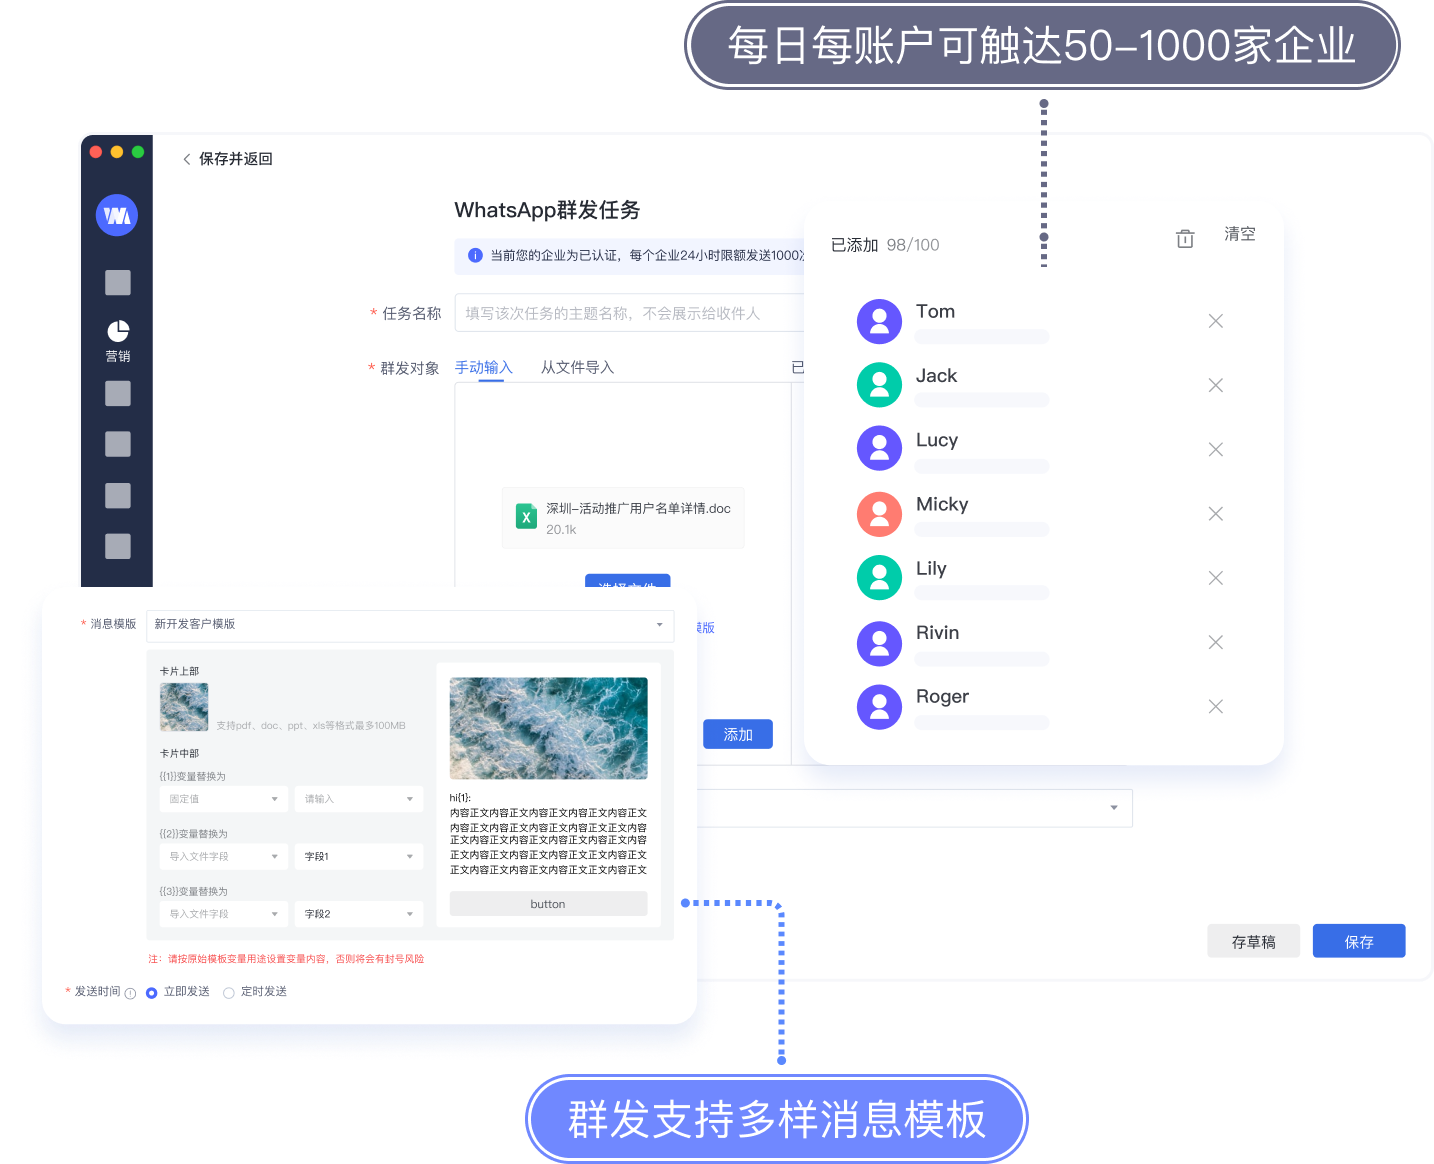 每日每账户可触达50-1000家企业
保存并返回
WhatsApp群发任务
当前您的企业为已认证，每个企业24小时限额发送1000
已添加 98/100
清空
* 任务名称
填写该次任务的主题名称，不会展示给收件人
* 群发对象
手动输入
从文件导入
已
营销
Tom
Jack
Lucy
Micky
Lily
Rivin
Roger
深圳-活动推广用户名单详情.doc
20.1k
选择文件
模版
添加
* 消息模版
新开发客户模版
卡片上部
支持pdf、doc、ppt、xls等格式最多100MB
卡片中部
{{1}}变量替换为
固定值
请输入
{{2}}变量替换为
导入文件字段
字段1
{{3}}变量替换为
导入文件字段
字段2
hi{1}:
内容正文内容正文内容正文内容正文内容正文
内容正文内容正文内容正文内容正文正文内容
正文内容正文内容正文内容正文内容正文内容
正文内容正文内容正文内容正文正文内容正文
正文内容正文内容正文内容正文正文内容正文
button
注：请按原始模板变量用途设置变量内容，否则将会有封号风险
* 发送时间
立即发送
定时发送
存草稿
保存
群发支持多样消息模板